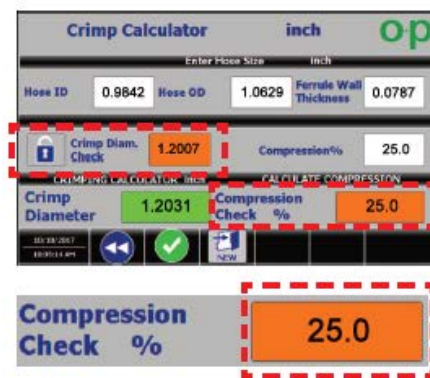 Crimp Calculator inch op
Enter Hose Size inch
Hose ID 0.9842 Hose OD 1.0629 Ferrule Wall Thickness 0.0787
Crimp Diam. Check 1.2007 Compression% 25.0
CRIMPING CALCULATOR inch CALCULATE COMPRESSION
Crimp Diameter 1.2031 Compression Check % 25.0
NEW
Compression
Check % 25.0